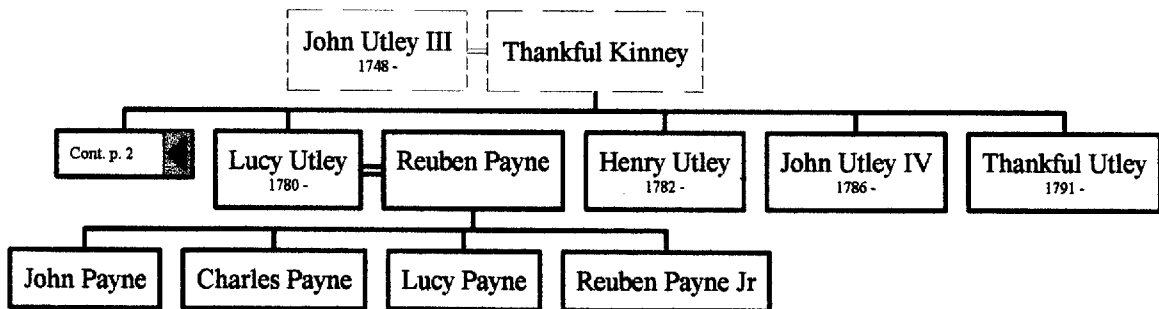 John Utley III
1748 -
Thankful Kinney
Cont. p. 2
Lucy Utley
1780 -
Reuben Payne
Henry Utley
1782 -
John Utley IV
1786 -
Thankful Utley
1791 -
John Payne
Charles Payne
Lucy Payne
Reuben Payne Jr